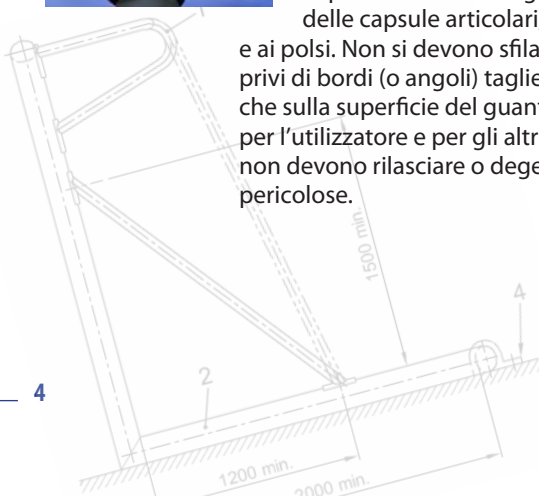 delle capsule articolari,
e ai polsi. Non si devono sfila
privi di bordi (o angoli) taglie
che sulla superficie del guant
per l'utilizzatore e per gli altr
non devono rilasciare o dege
pericolose.
1
1500 min.
4
2
4
1200 min.
2000 min.